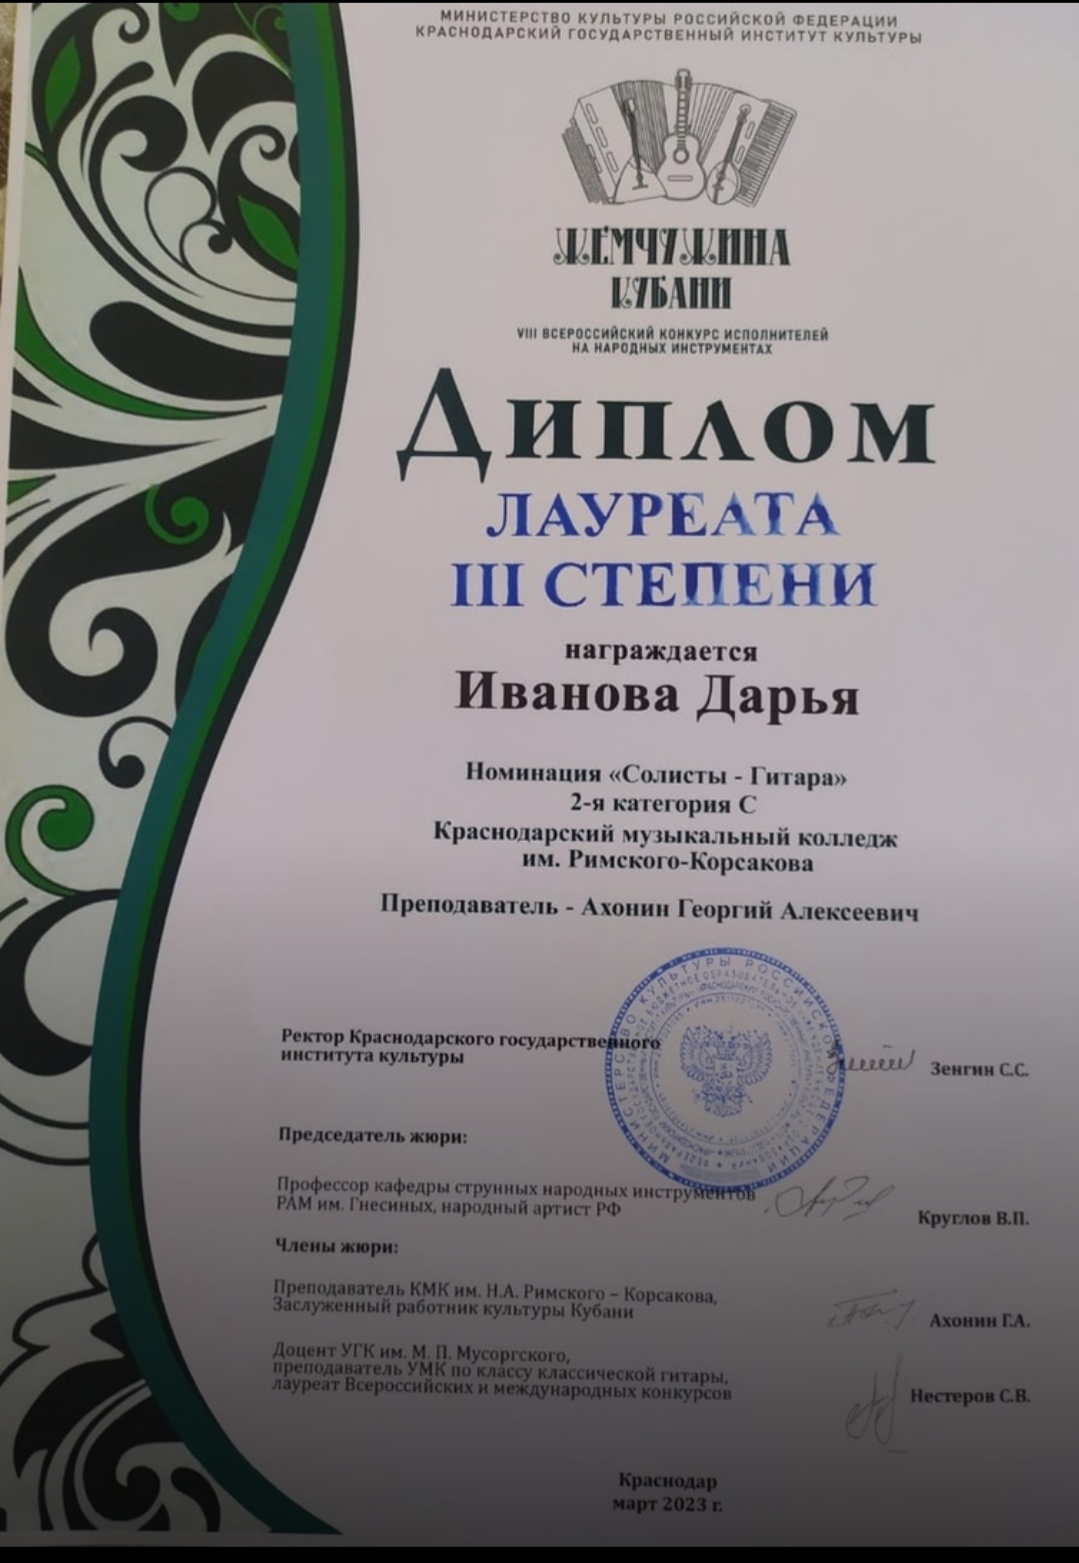 МИНИСТЕРСТВО КУЛЬТУРЫ РОССИЙСКОЙ ФЕДЕРАЦИИ
КРАСНОДАРСКИЙ ГОСУДАРСТВЕННЫЙ ИНСТИТУТ КУЛЬТУРЫ
ЖЕМЧУЖИНА
КУБАНИ
VIII ВСЕРОССИЙСКИЙ КОНКУРС ИСПОЛНИТЕЛЕЙ
НА НАРОДНЫХ ИНСТРУМЕНТАХ
ДИПЛОМ
ЛАУРЕАТА
III СТЕПЕНИ
награждается
Иванова Дарья
Номинация «Солисты - Гитара»
2-я категория С
Краснодарский музыкальный колледж
им. Римского-Корсакова
Преподаватель - Ахонин Георгий Алексеевич
МИНИСТЕРСТВО КУЛЬТУРЫ РОССИЙСКОЙ ФЕДЕРАЦИИ
Ректор Краснодарского государственного
института культуры
Зенгин С.С.
Председатель жюри:
Профессор кафедры струнных народных инструментов
РАМ им. Гнесиных, народный артист РФ
Круглов В.П.
Члены жюри:
Преподаватель КМК им. Н.А. Римского – Корсакова,
Заслуженный работник культуры Кубани
Ахонин Г.А.
Доцент УГК им. М. П. Мусоргского,
преподаватель УМК по классу классической гитары,
лауреат Всероссийских и международных конкурсов
Нестеров С.В.
Краснодар
март 2023 г.